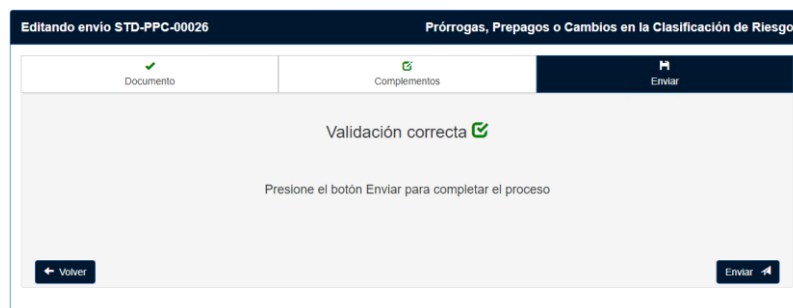 Editando envío STD-PPC-00026
Prórrogas, Prepagos o Cambios en la Clasificación de Riesgo
Documento
Complementos
Enviar
Validación correcta
Presione el botón Enviar para completar el proceso
Volver
Enviar